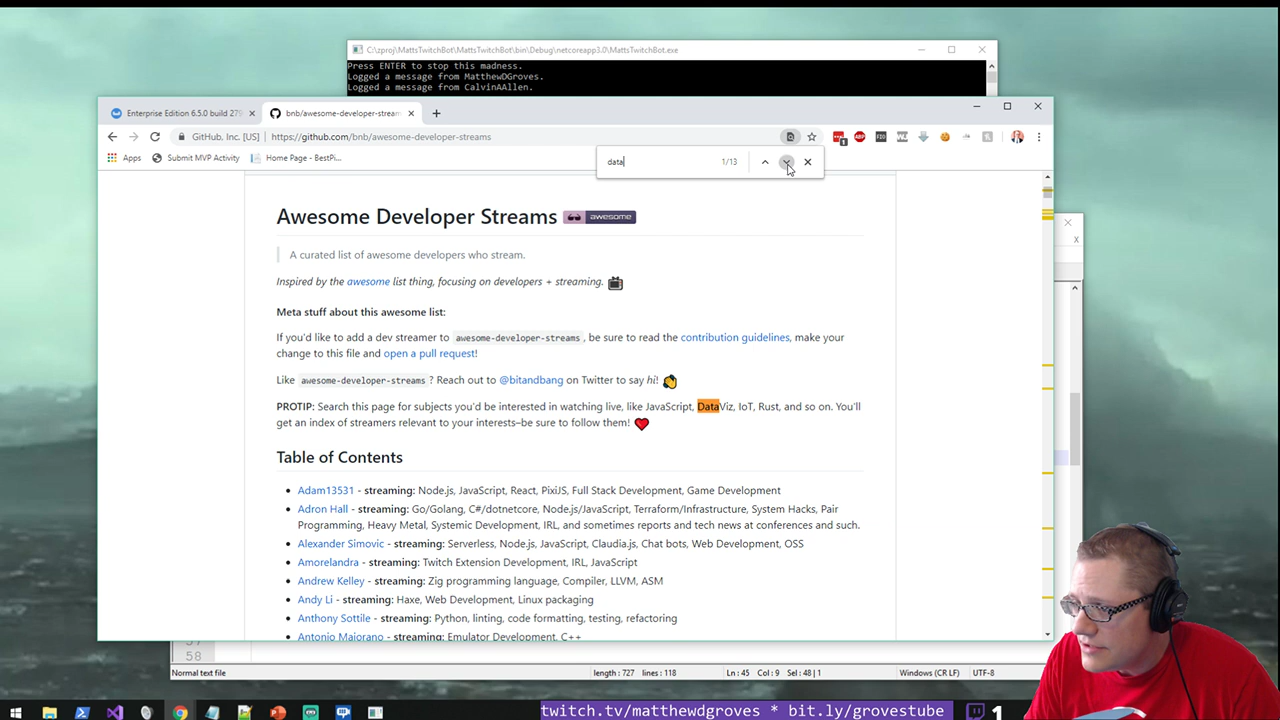 C:\zproj\MattsTwitchBot\MattsTwitchBot\bin\Debug\netcoreapp3.0\MattsTwitchBot.exe
Press ENTER to stop this madness.
Logged a message from MatthewDGroves.
Logged a message from CalvinAAllen.
Enterprise Edition 6.5.0 build 279
bnb/awesome-developer-stream
GitHub, Inc. [US]
https://github.com/bnb/awesome-developer-streams
Apps
Submit MVP Activity
Home Page - BestPi...
data
1/13
Awesome Developer Streams
awesome
A curated list of awesome developers who stream.
Inspired by the awesome list thing, focusing on developers + streaming.
Meta stuff about this awesome list:
If you'd like to add a dev streamer to awesome-developer-streams, be sure to read the contribution guidelines, make your
change to this file and open a pull request!
Like awesome-developer-streams? Reach out to @bitandbang on Twitter to say hi!
PROTIP: Search this page for subjects you'd be interested in watching live, like JavaScript, DataViz, IoT, Rust, and so on. You'll
get an index of streamers relevant to your interests–be sure to follow them!
Table of Contents
Adam13531 - streaming: Node.js, JavaScript, React, PixiJS, Full Stack Development, Game Development
Adron Hall - streaming: Go/Golang, C#/dotnetcore, Node.js/JavaScript, Terraform/Infrastructure, System Hacks, Pair
Programming, Heavy Metal, Systemic Development, IRL, and sometimes reports and tech news at conferences and such.
Alexander Simovic - streaming: Serverless, Node.js, JavaScript, Claudia.js, Chat bots, Web Development, OSS
Amorelandra - streaming: Twitch Extension Development, IRL, JavaScript
Andrew Kelley - streaming: Zig programming language, Compiler, LLVM, ASM
Andy Li - streaming: Haxe, Web Development, Linux packaging
Anthony Sottile - streaming: Python, linting, code formatting, testing, refactoring
Antonio Maiorano - streaming: Emulator Development, C++
58
Normal text file
length : 727 lines : 118
Ln : 45 Col : 9 Sel : 48 | 1
Windows (CR LF)
UTF-8
twitch.tv/matthewdgroves * bit.ly/grovestube
1